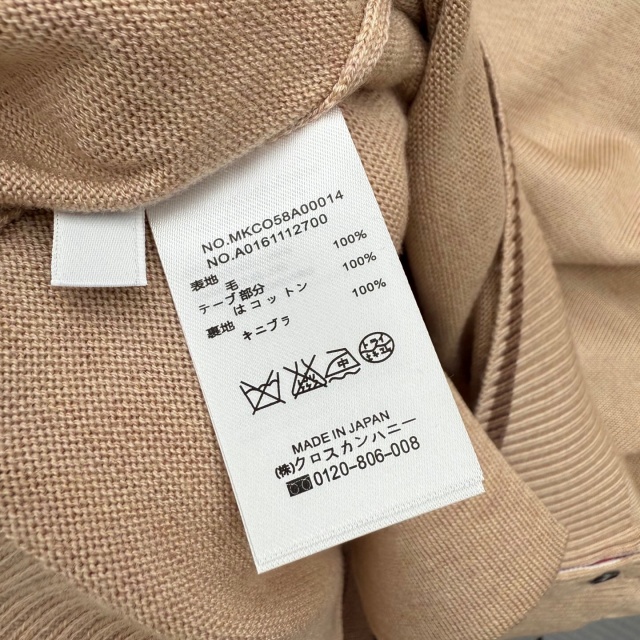 NO.MKCO58A00014
NO.A0161112700
表地 毛 100%
テープ部分
はコットン 100%
裏地 キニプラ 100%
MADE IN JAPAN
(株)クロスカンハニー
0120-806-008